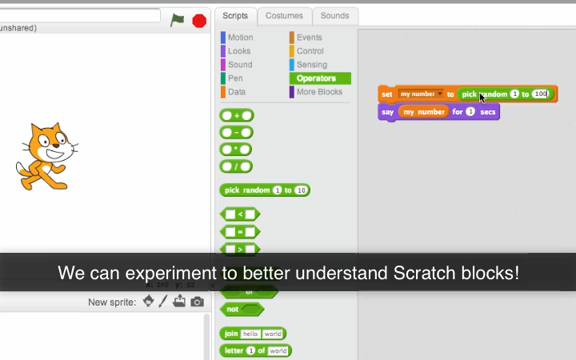 unshared)
Scripts Costumes Sounds
Motion Events
Looks Control
Sound Sensing
Pen Operators
Data More Blocks
+
-
*
/
pick random 1 to 10
<
=
>
not
join hello world
letter 1 of world
set my number to pick random 1 to 100
say my number for 1 secs
We can experiment to better understand Scratch blocks!
New sprite: